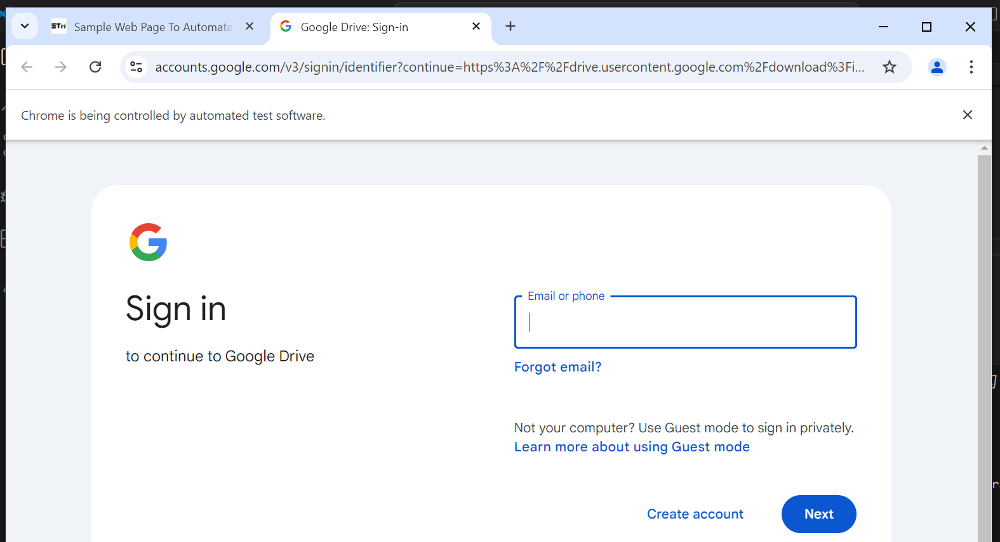 STM Sample Web Page To Automate
Google Drive: Sign-in
accounts.google.com/v3/signin/identifier?continue=https%3A%2F%2Fdrive.usercontent.google.com%2Fdownload%3Fi...
Chrome is being controlled by automated test software.
Sign in
to continue to Google Drive
Email or phone
Forgot email?
Not your computer? Use Guest mode to sign in privately.
Learn more about using Guest mode
Create account
Next